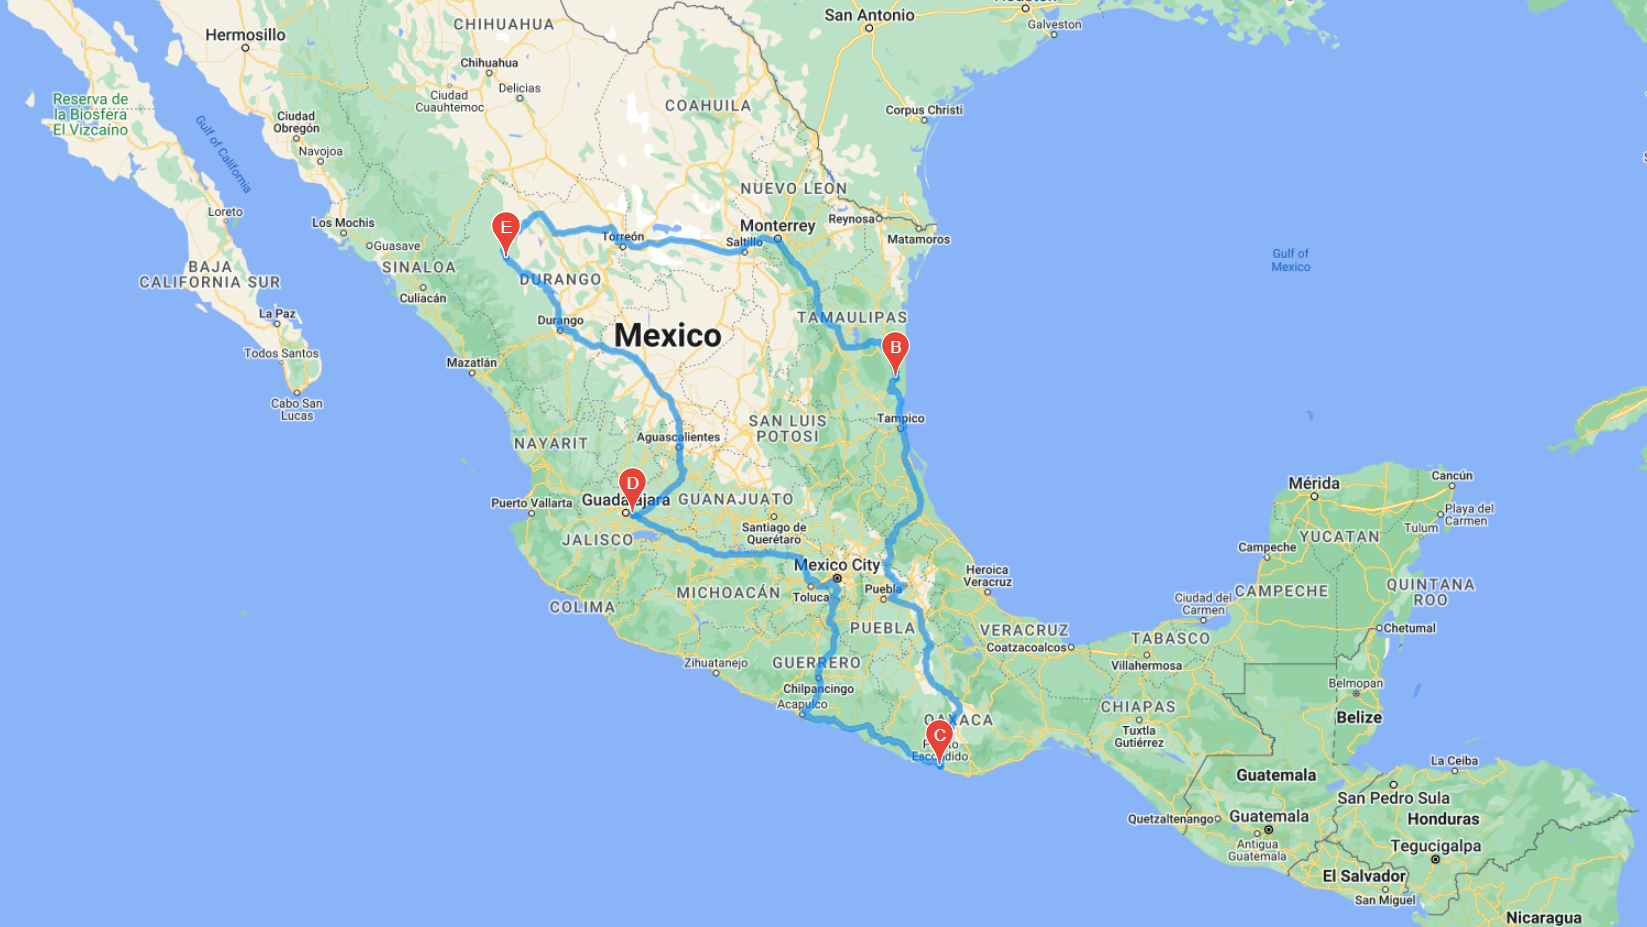 CHIHUAHUA
San Antonio
Galveston
Hermosillo
Chihuahua
Delicias
Ciudad
Cuauhtemoc
COAHUILA
Corpus Christi
Reserva de
la Biosfera
El Vizcaíno
Gulf of California
Ciudad
Obregón
Navojoa
NUEVO LEON
Loreto
Los Mochis
Guasave
E
Torreón
Saltillo
Monterrey
Reynosa
Matamoros
Gulf of
Mexico
BAJA
CALIFORNIA SUR
SINALOA
Culiacán
DURANGO
La Paz
Durango
Mexico
TAMAULIPAS
B
Todos Santos
Mazatlán
Cabo San
Lucas
Tampico
SAN LUIS
POTOSI
NAYARIT
Aguascalientes
D
Puerto Vallarta
GUANAJUATO
Santiago de
Querétaro
JALISCO
Mérida
Cancún
Playa del
Carmen
Tulum
YUCATAN
Campeche
Mexico City
Toluca
Puebla
Heroica
Veracruz
MICHOACÁN
COLIMA
Ciudad del
Carmen
CAMPECHE
QUINTANA
ROO
PUEBLA
VERACRUZ
Coatzacoalcos
TABASCO
Villahermosa
Chetumal
Zihuatanejo
GUERRERO
Chilpancingo
Acapulco
Belmopan
Belize
OAXACA
C
CHIAPAS
Tuxtla
Gutiérrez
La Ceiba
Guatemala
San Pedro Sula
Honduras
Quetzaltenango
Guatemala
Antigua
Guatemala
Tegucigalpa
El Salvador
San Miguel
Nicaragua